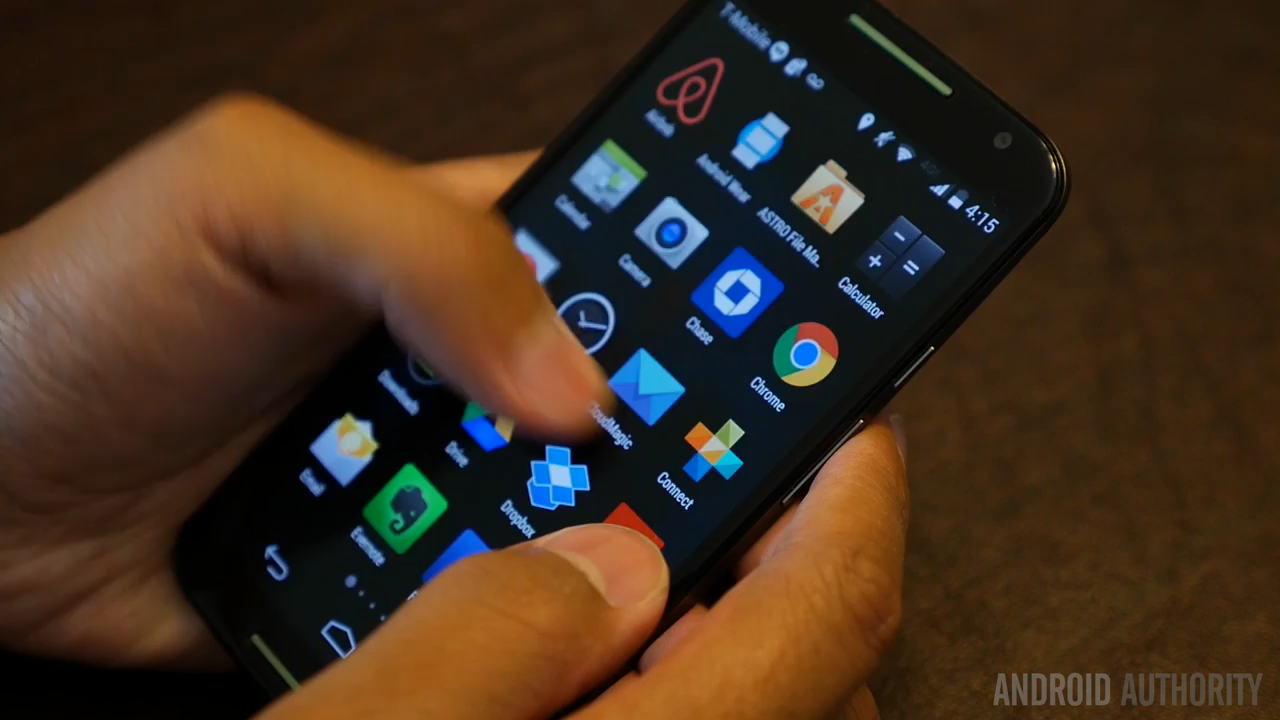 T-Mobile
4:15
Airbnb
Android Wear
ASTRO File Ma..
Calculator
Calendar
Camera
Chase
Chrome
CloudMagic
Connect
Downloads
Drive
Dropbox
Email
Evernote
ANDROID AUTHORITY